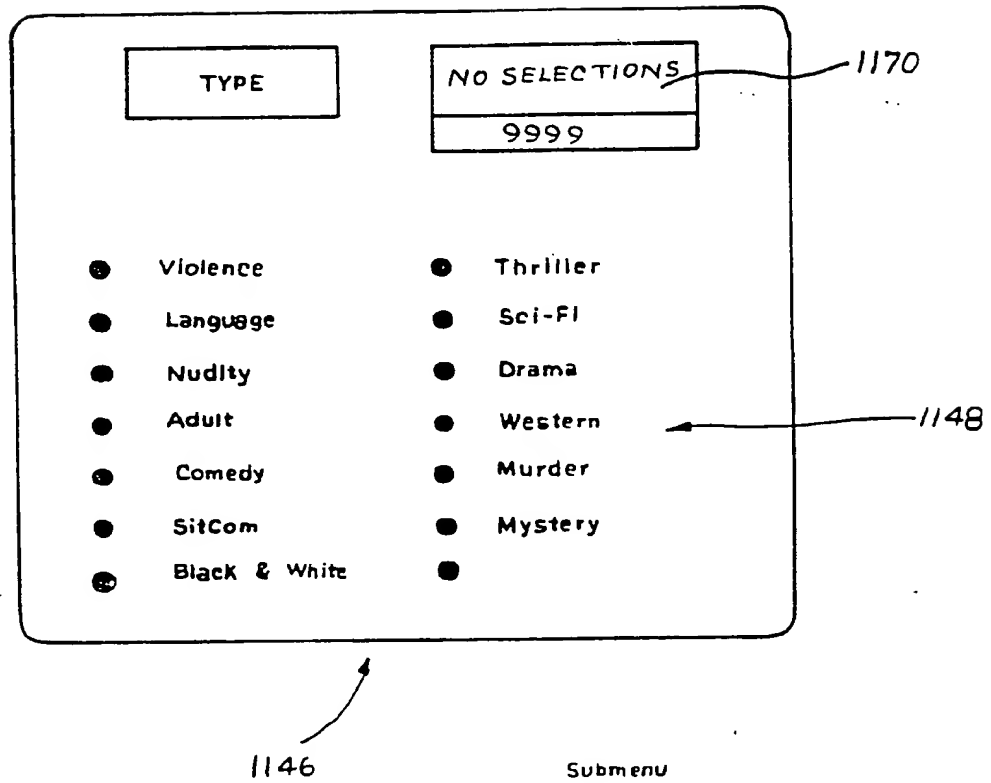 TYPE
NO SELECTIONS
9999
1170
Violence
Thriller
Language
Sci-Fi
Nudity
Drama
Adult
Western
1148
Comedy
Murder
SitCom
Mystery
Black & White
1146
Submenu